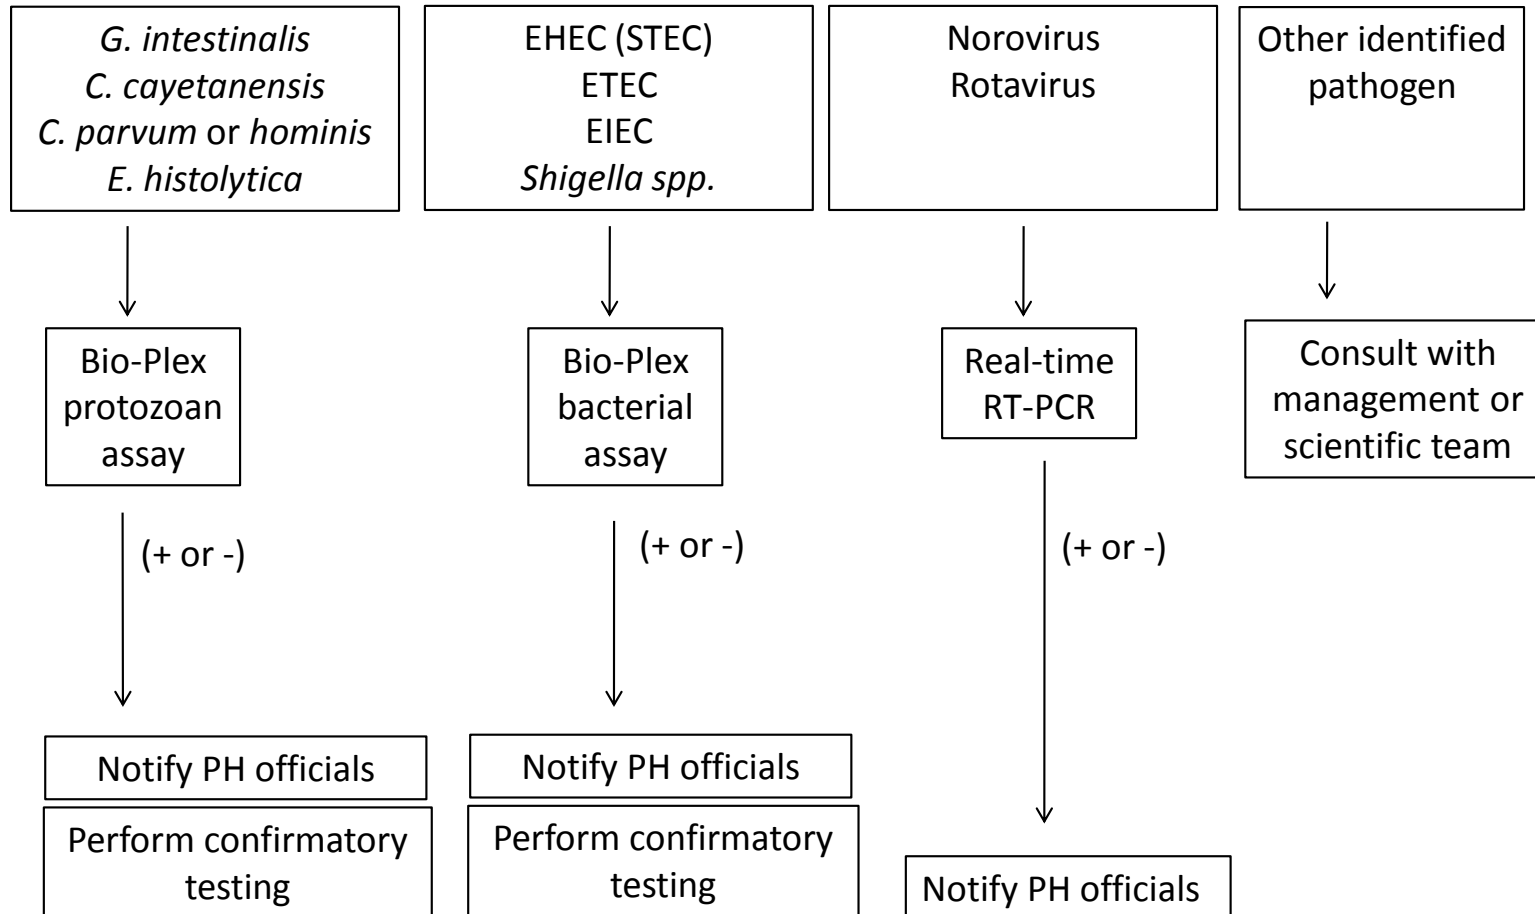 G. intestinalis
C. cayetanensis
C. parvum or hominis
E. histolytica
EHEC (STEC)
ETEC
EIEC
Shigella spp.
Norovirus
Rotavirus
Other identified
pathogen
Bio-Plex
protozoan
assay
Bio-Plex
bacterial
assay
Real-time
RT-PCR
Consult with
management or
scientific team
(+ or -)
(+ or -)
(+ or -)
Notify PH officials
Perform confirmatory
testing
Notify PH officials
Perform confirmatory
testing
Notify PH officials